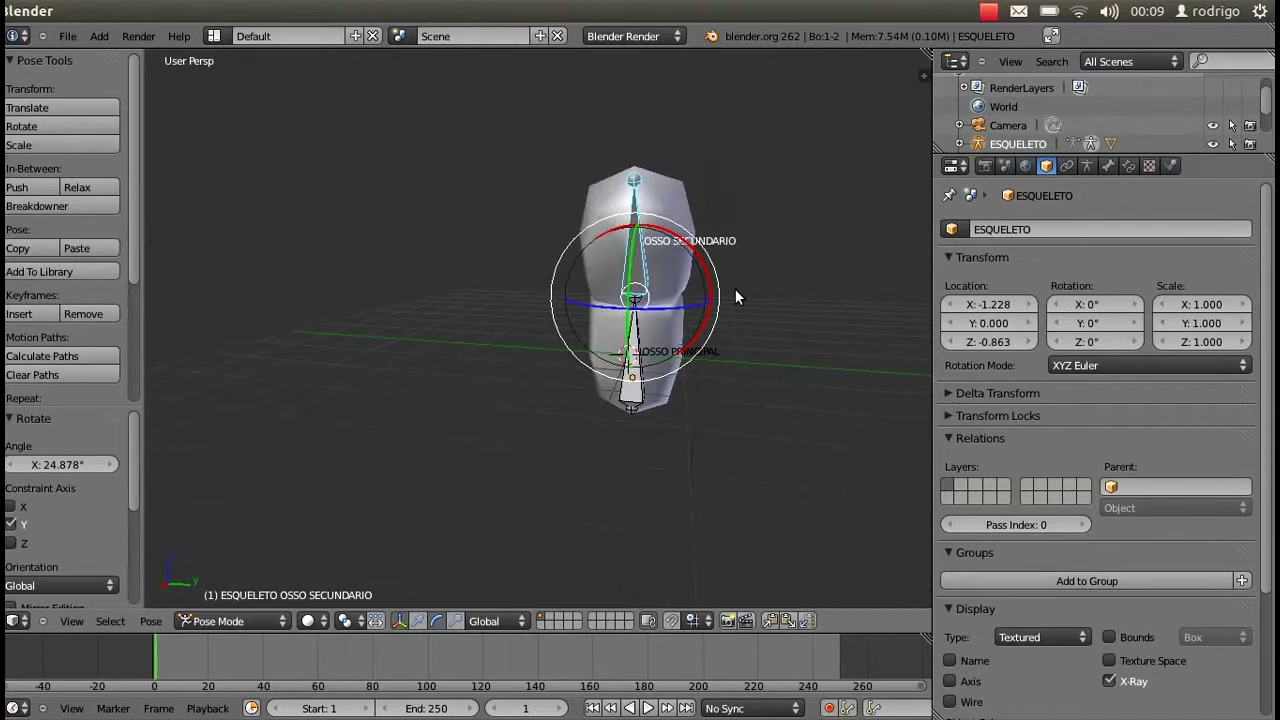 Blender
00:09 rodrigo
File Add Render Help Default Scene Blender Render blender.org 262 | Bo:1-2 | Mem:7.54M (0.10M) | ESQUELETO
Pose Tools
Transform:
Translate
Rotate
Scale
In-Between:
Push Relax
Breakdowner
Pose:
Copy Paste
Add To Library
Keyframes:
Insert Remove
Motion Paths:
Calculate Paths
Clear Paths
Repeat:
Rotate
Angle
X: 24.878°
Constraint Axis
X
Y
Z
Orientation
Global
User Persp
OSSO SECUNDARIO
OSSO PRINCIPAL
y
(1) ESQUELETO OSSO SECUNDARIO
View Select Pose Pose Mode Global
-40 -20 0 20 40 60 80 100 120 140 160 180 200 220 240 260
View Marker Frame Playback Start: 1 End: 250 1 No Sync
View Search All Scenes
RenderLayers |
World
Camera
ESQUELETO
ESQUELETO
ESQUELETO
Transform
Location: Rotation: Scale:
X: -1.228 X: 0° X: 1.000
Y: 0.000 Y: 0° Y: 1.000
Z: -0.863 Z: 0° Z: 1.000
Rotation Mode: XYZ Euler
Delta Transform
Transform Locks
Relations
Layers: Parent:
Object
Pass Index: 0
Groups
Add to Group
Display
Type: Textured Bounds Box
Name Texture Space
Axis X-Ray
Wire